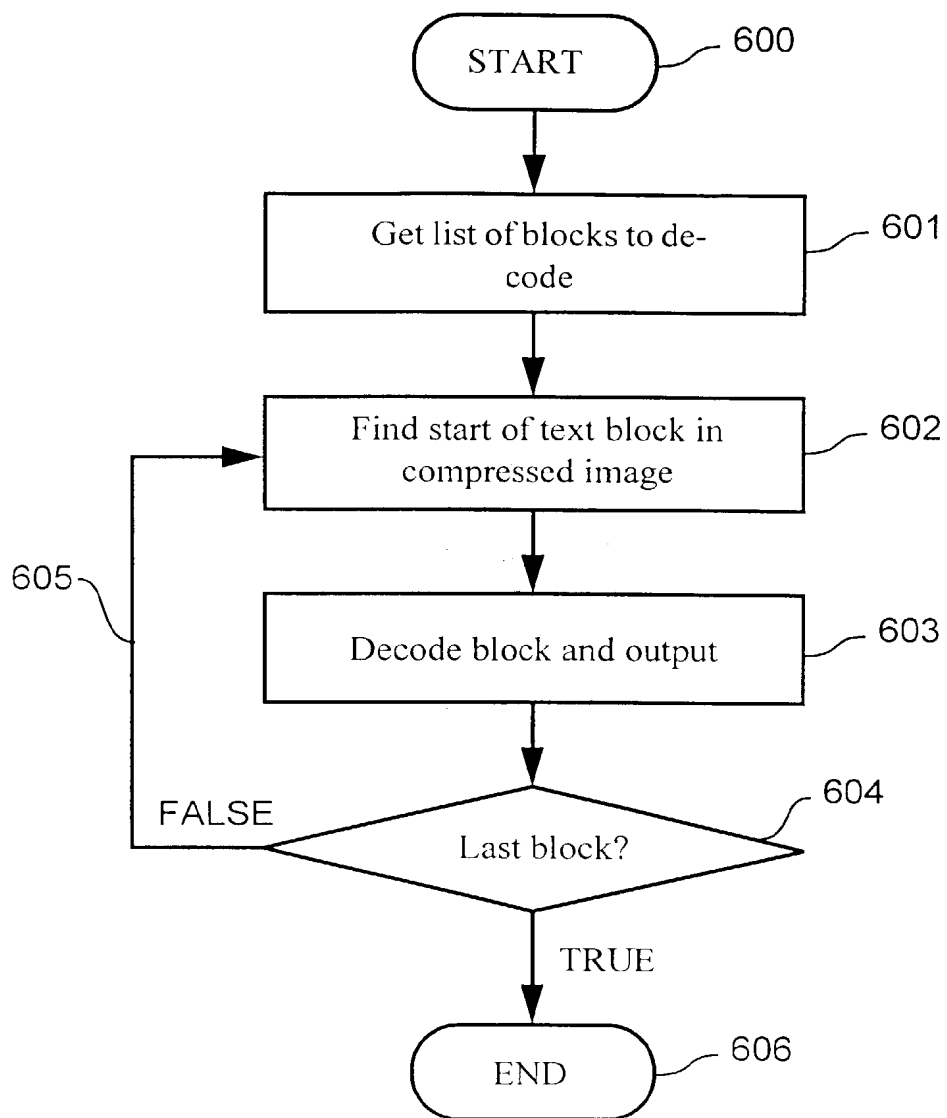 START
600
Get list of blocks to de-
code
601
Find start of text block in
compressed image
602
605
Decode block and output
603
FALSE
Last block?
604
TRUE
END
606